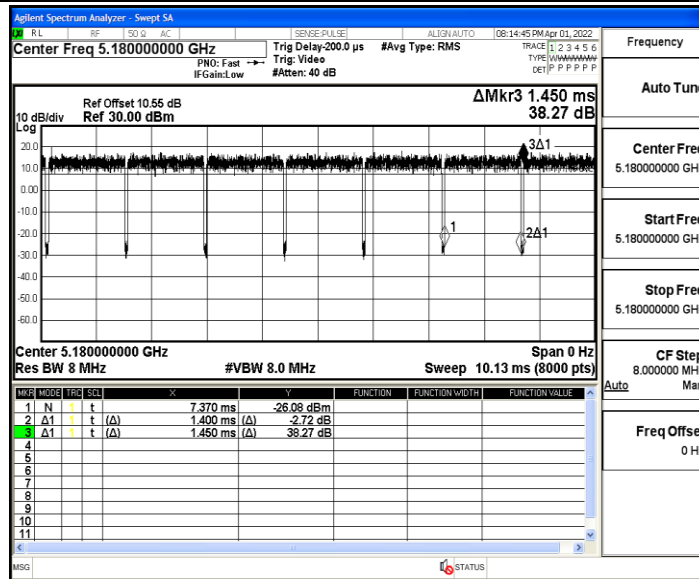 Agilent Spectrum Analyzer - Swept SA
RL RF 50 Ω AC SENSE:PULSE ALIGN AUTO 08:14:45 PM Apr 01, 2022
Center Freq 5.180000000 GHz
PNO: Fast
IFGain:Low
Trig Delay-200.0 µs
Trig: Video
#Atten: 40 dB
#Avg Type: RMS
TRACE 1 2 3 4 5 6
TYPE
DET P P P P P P
Ref Offset 10.55 dB
10 dB/div Ref 30.00 dBm
Log
ΔMkr3 1.450 ms
38.27 dB
20.0
10.0
0.00
-10.0
-20.0
-30.0
-40.0
-50.0
-60.0
3Δ1
1
2Δ1
Center 5.180000000 GHz Span 0 Hz
Res BW 8 MHz #VBW 8.0 MHz Sweep 10.13 ms (8000 pts)
MKR MODE TRC SCL X Y FUNCTION FUNCTION WIDTH FUNCTION VALUE
1 N 1 t 7.370 ms -26.08 dBm
2 Δ1 1 t (Δ) 1.400 ms (Δ) -2.72 dB
3 Δ1 1 t (Δ) 1.450 ms (Δ) 38.27 dB
4
5
6
7
8
9
10
11
MSG STATUS
Frequency
Auto Tun
Center Fre
5.180000000 GH
Start Fre
5.180000000 GH
Stop Fre
5.180000000 GH
CF Step
8.000000 MH
Auto Ma
Freq Offse
0 H